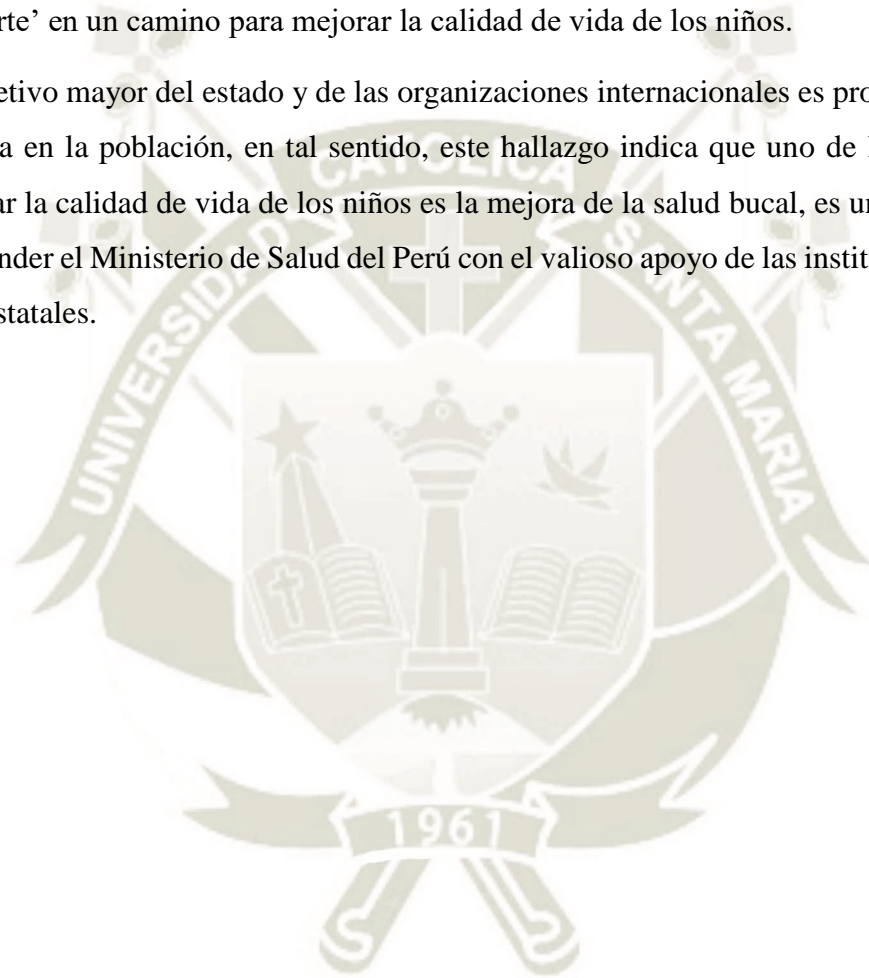 rte’ en un camino para mejorar la calidad de vida de los niños.
etivo mayor del estado y de las organizaciones internacionales es pro
a en la población, en tal sentido, este hallazgo indica que uno de l
ar la calidad de vida de los niños es la mejora de la salud bucal, es u
nder el Ministerio de Salud del Perú con el valioso apoyo de las instit
statales.
UNIVERSIDAD CATOLICA SANTA MARIA
1961